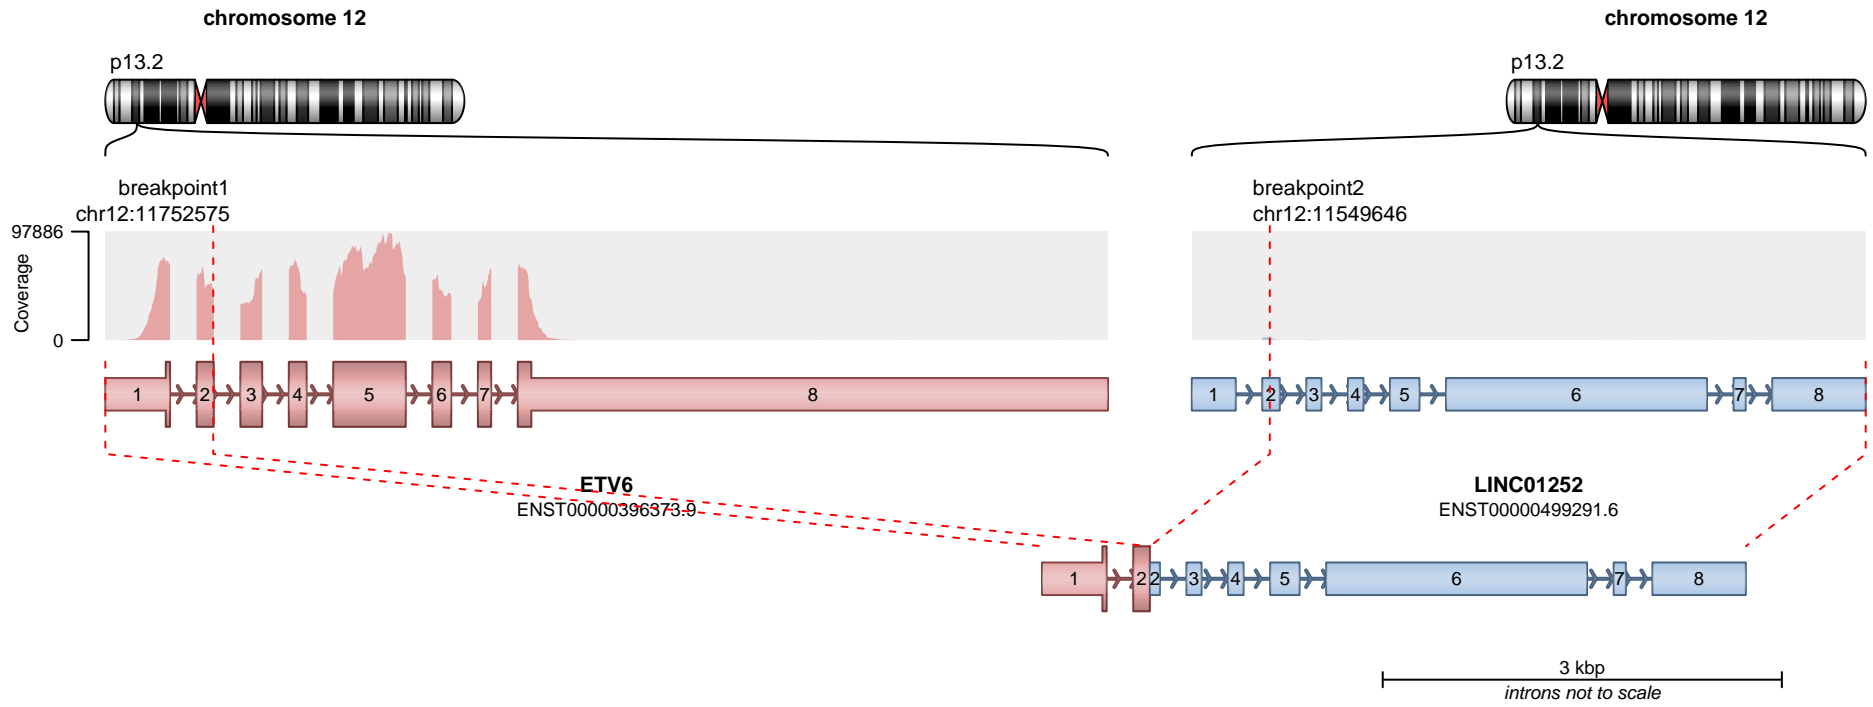 chromosome 12
chromosome 12
p13.2
p13.2
breakpoint1
chr12:11752575
breakpoint2
chr12:11549646
97886
Coverage
0
1 2 3 4 5 6 7 8
1 2 3 4 5 6 7 8
ETV6
ENST00000396373.9
LINC01252
ENST00000499291.6
1 2 2 3 4 5 6 7 8
3 kbp
introns not to scale